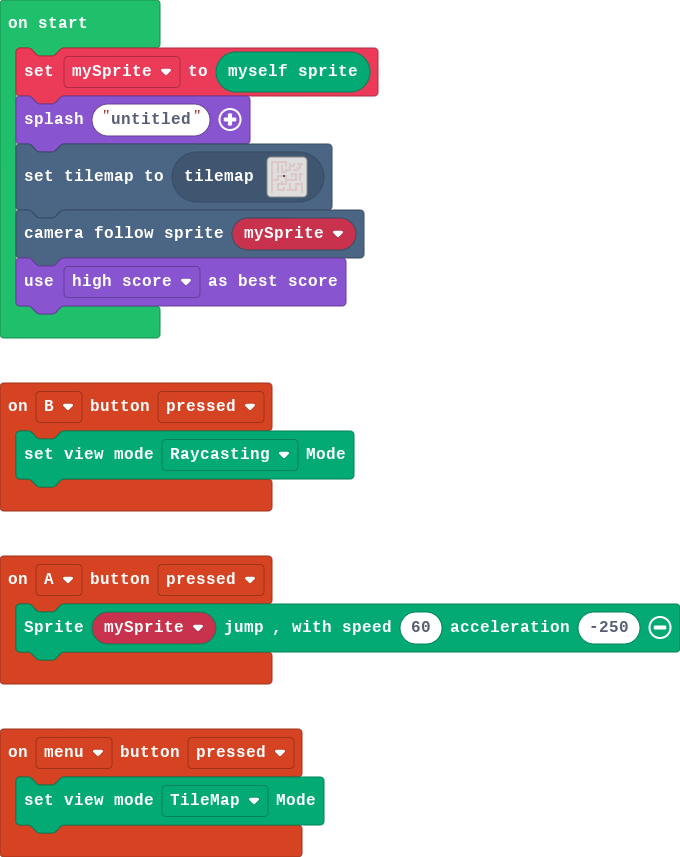 on start
set mySprite to myself sprite
splash "untitled"
set tilemap to tilemap
camera follow sprite mySprite
use high score as best score
on B button pressed
set view mode Raycasting Mode
on A button pressed
Sprite mySprite jump , with speed 60 acceleration -250
on menu button pressed
set view mode TileMap Mode